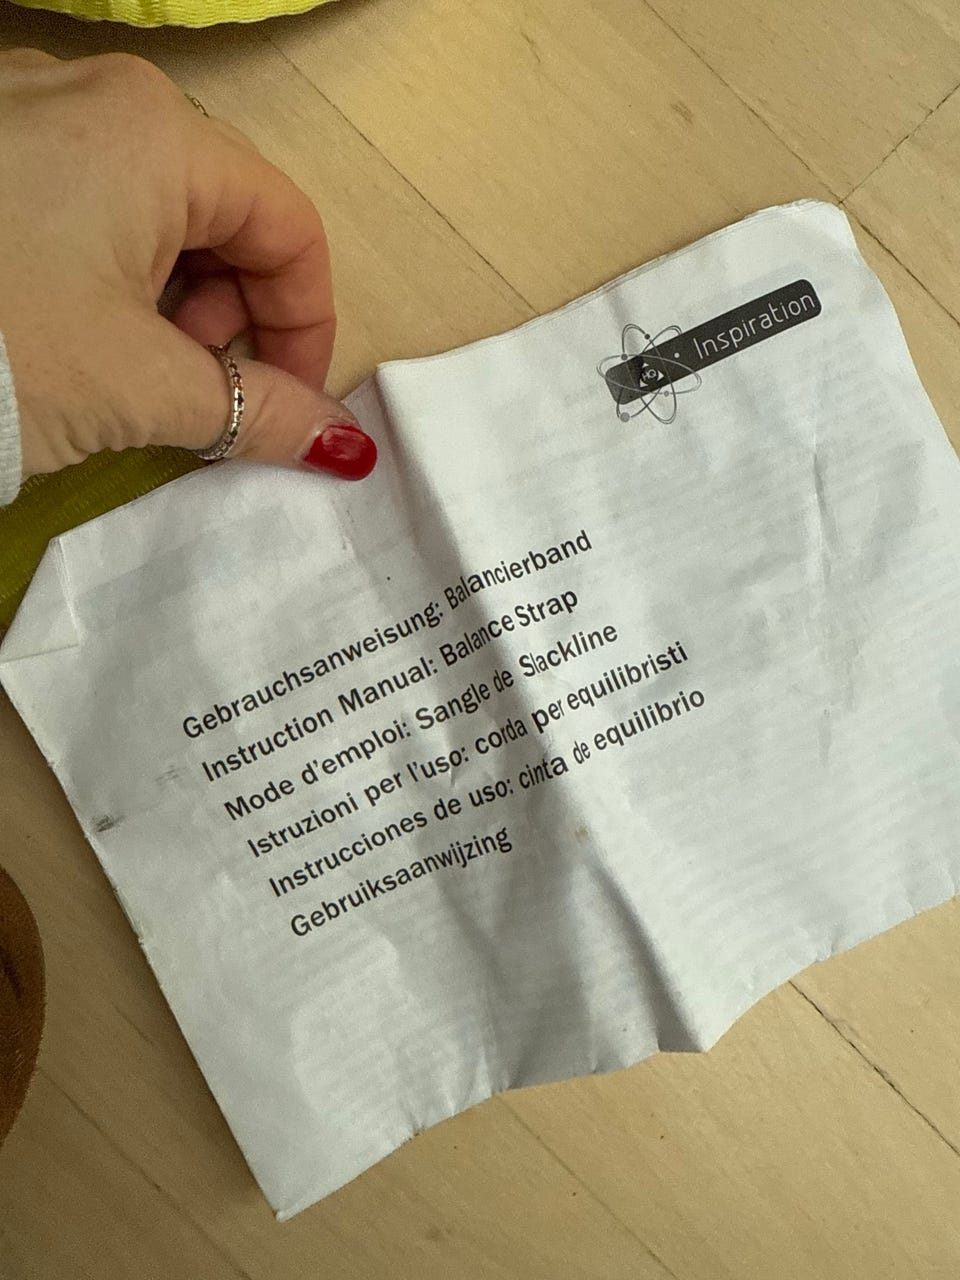 HQ
Inspiration
Gebrauchsanweisung: Balancierband
Instruction Manual: Balance Strap
Mode d'emploi: Sangle de Slackline
Istruzioni per l'uso: corda per equilibristi
Instrucciones de uso: cinta de equilibrio
Gebruiksaanwijzing